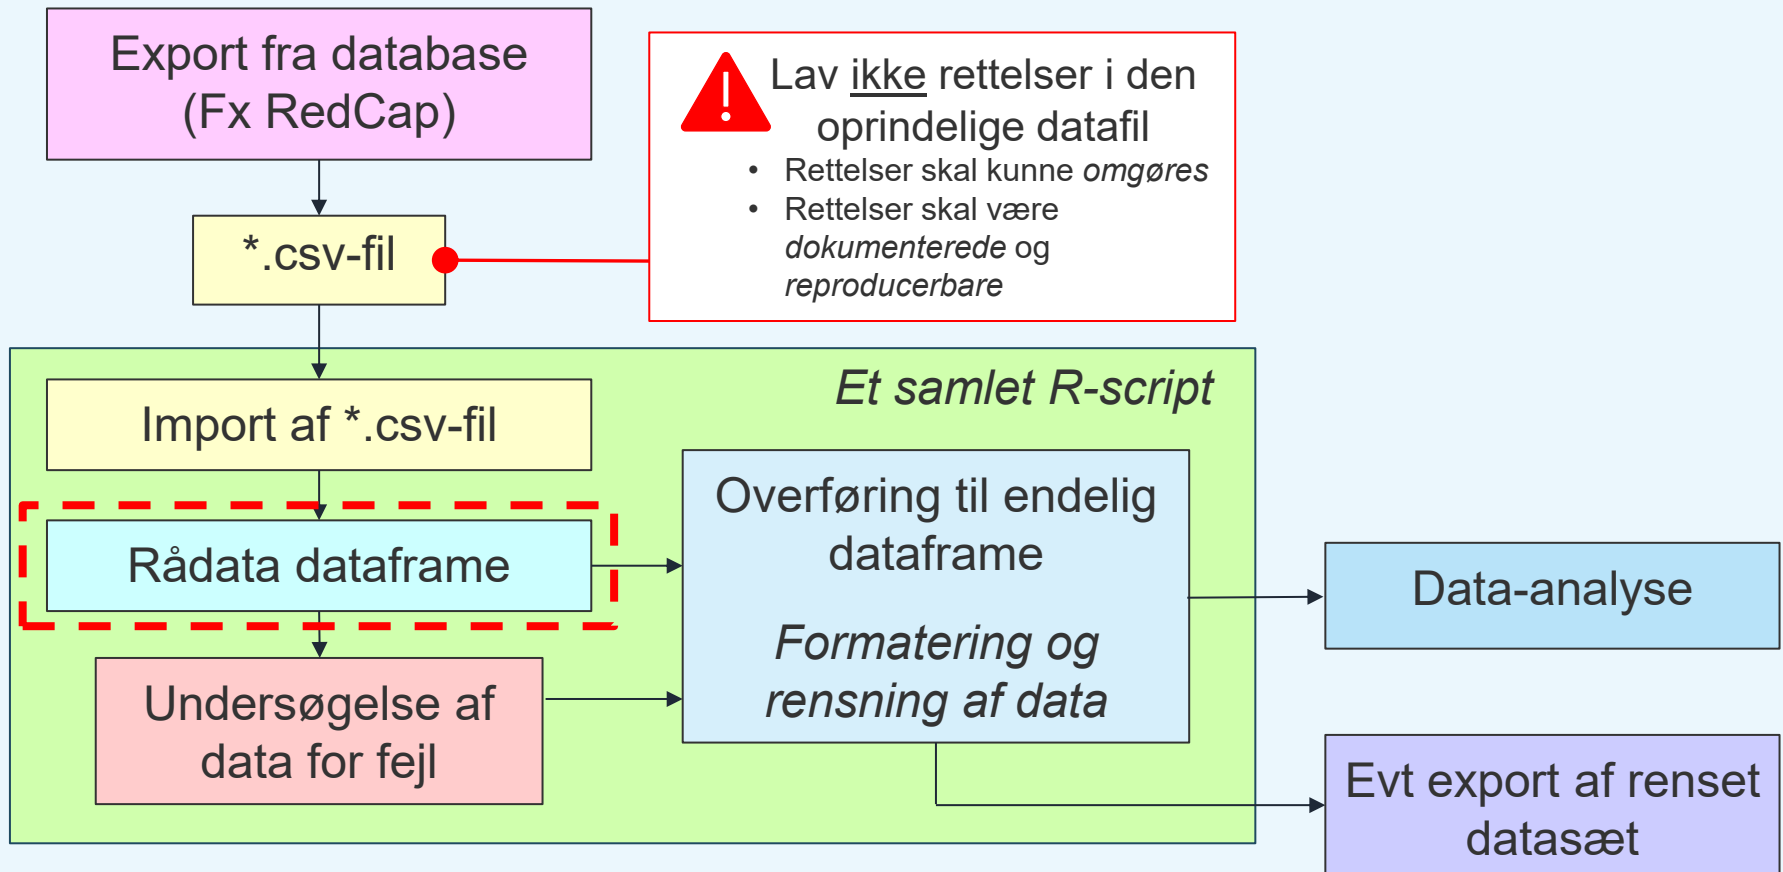 Export fra database
(Fx RedCap)
Lav ikke rettelser i den
oprindelige datafil
• Rettelser skal kunne omgøres
• Rettelser skal være
dokumenterede og
reproducerbare
*.csv-fil
Et samlet R-script
Import af *.csv-fil
Rådata dataframe
Undersøgelse af
data for fejl
Overføring til endelig
dataframe
Formatering og
rensning af data
Data-analyse
Evt export af renset
datasæt